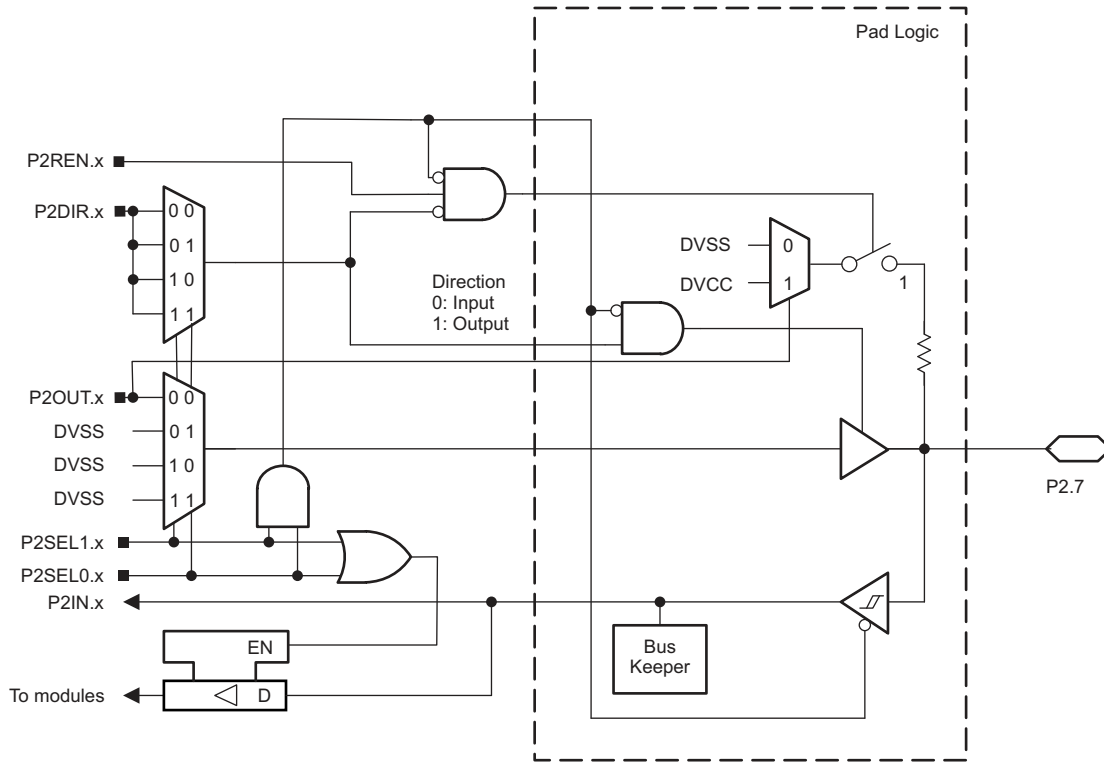 Pad Logic
P2REN.x
P2DIR.x
0 0
0 1
1 0
1 1
Direction
0: Input
1: Output
DVSS
0
DVCC
1
1
P2OUT.x
0 0
DVSS
0 1
DVSS
1 0
DVSS
1 1
P2.7
P2SEL1.x
P2SEL0.x
P2IN.x
Bus
Keeper
EN
To modules
D